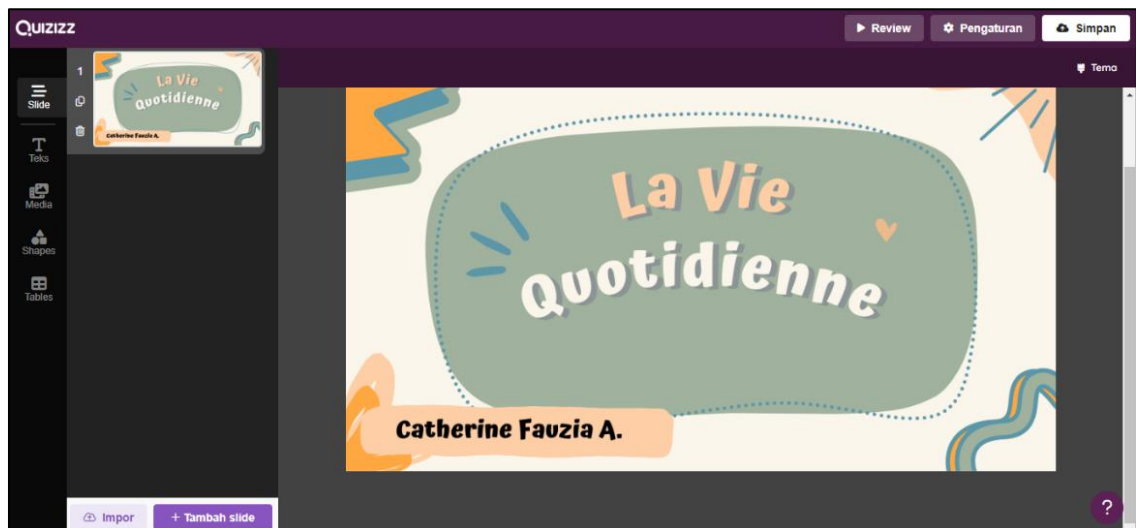 Quizizz
Review
Pengaturan
Simpan
Tema
Slide
Teks
Media
Shapes
Tables
1
La Vie
Quotidienne
Catherine Fauzia A.
La Vie
Quotidienne
Catherine Fauzia A.
Impor
+ Tambah slide
?